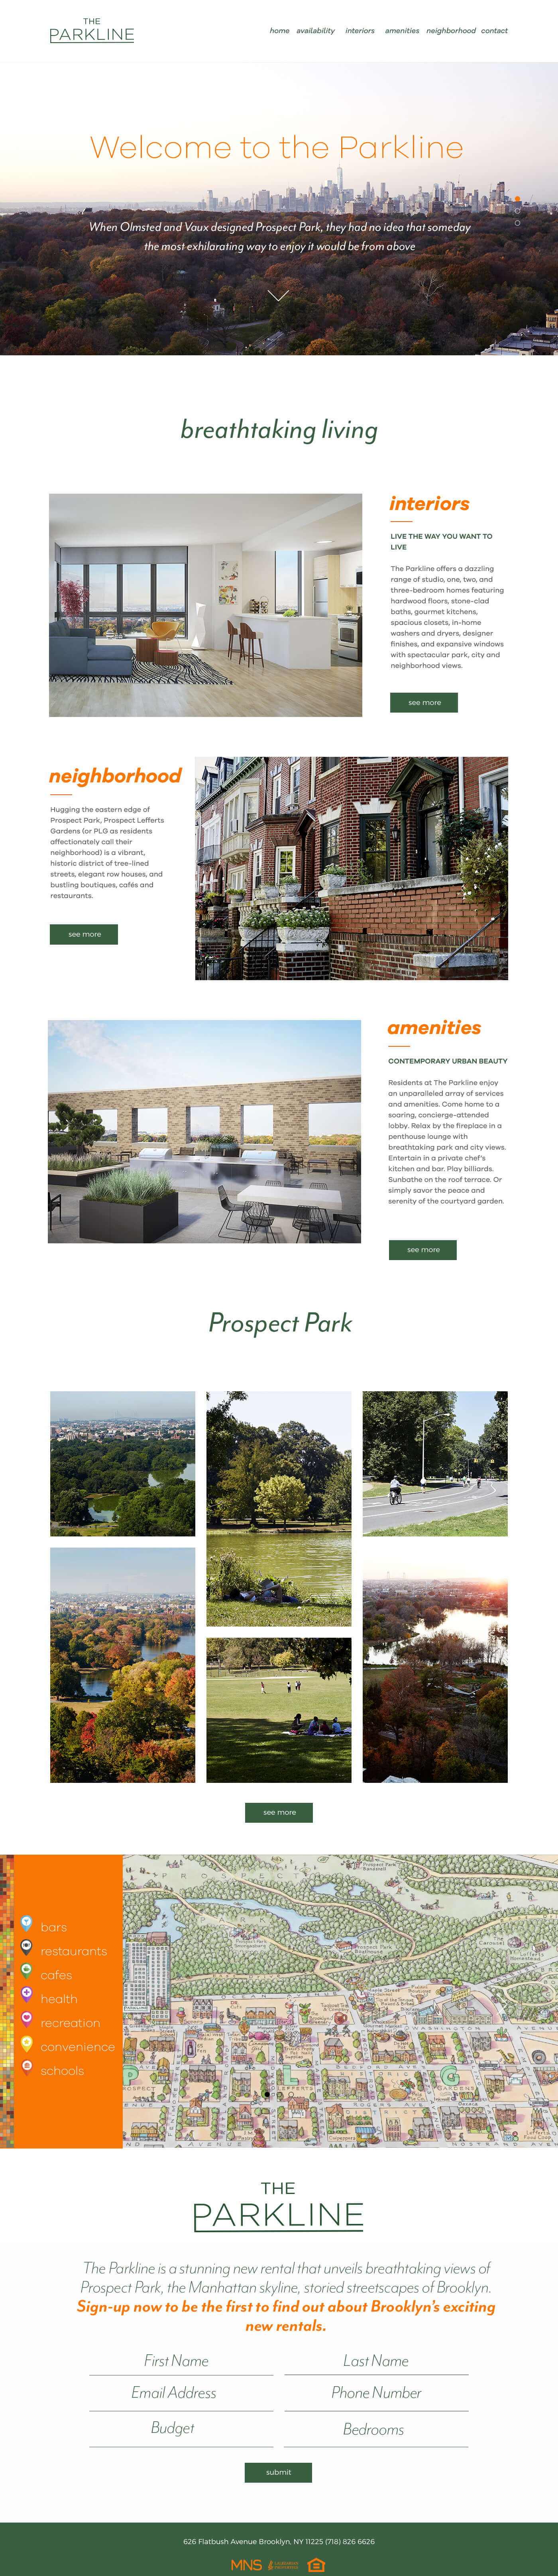 THE
PARKLINE
home availability interiors amenities neighborhood contact
Welcome to the Parkline
When Olmsted and Vaux designed Prospect Park, they had no idea that someday
the most exhilarating way to enjoy it would be from above
breathtaking living
interiors
LIVE THE WAY YOU WANT TO
LIVE
The Parkline offers a dazzling
range of studio, one, two, and
three-bedroom homes featuring
hardwood floors, stone-clad
baths, gourmet kitchens,
spacious closets, in-home
washers and dryers, designer
finishes, and expansive windows
with spectacular park, city and
neighborhood views.
see more
neighborhood
Hugging the eastern edge of
Prospect Park, Prospect Lefferts
Gardens (or PLG as residents
affectionately call their
neighborhood) is a vibrant,
historic district of tree-lined
streets, elegant row houses, and
bustling boutiques, cafés and
restaurants.
see more
amenities
CONTEMPORARY URBAN BEAUTY
Residents at The Parkline enjoy
an unparalleled array of services
and amenities. Come home to a
soaring, concierge-attended
lobby. Relax by the fireplace in a
penthouse lounge with
breathtaking park and city views.
Entertain in a private chef's
kitchen and bar. Play billiards.
Sunbathe on the roof terrace. Or
simply savor the peace and
serenity of the courtyard garden.
see more
Prospect Park
see more
bars
restaurants
cafes
health
recreation
convenience
schools
PROSPECT
PARK
Prospect Park
Carousel
WASHINGTON AVENUE
P L G
AVENUE
NOSTRAND AVE
THE
PARKLINE
The Parkline is a stunning new rental that unveils breathtaking views of
Prospect Park, the Manhattan skyline, storied streetscapes of Brooklyn.
Sign-up now to be the first to find out about Brooklyn's exciting
new rentals.
First Name Last Name
Email Address Phone Number
Budget Bedrooms
submit
626 Flatbush Avenue Brooklyn, NY 11225 (718) 826 6626
MNS